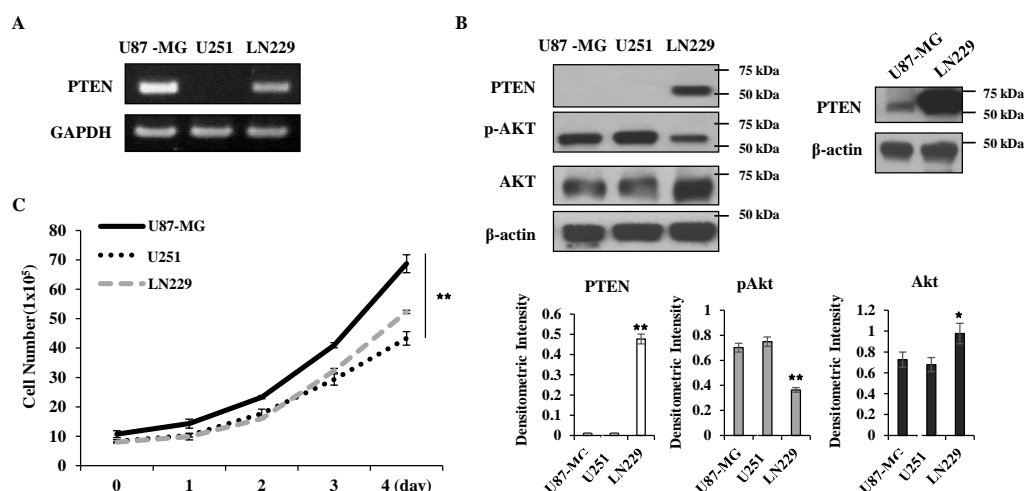 A
U87 -MG U251 LN229
PTEN
GAPDH
B
U87 -MG U251 LN229
PTEN
75 kDa
50 kDa
p-AKT
75 kDa
50 kDa
AKT
75 kDa
β-actin
50 kDa
U87-MG LN229
PTEN
75 kDa
50 kDa
β-actin
50 kDa
C
U87-MG
U251
LN229
Cell Number(1x10⁵)
80
70
60
50
40
30
20
10
0
0 1 2 3 4 (day)
**
PTEN
Densitometric Intensity
0.6
0.5
0.4
0.3
0.2
0.1
0
**
U87-MG U251 LN229
pAkt
Densitometric Intensity
1
0.8
0.6
0.4
0.2
0
**
U87-MG U251 LN229
Akt
Densitometric Intensity
1.2
1
0.8
0.6
0.4
0.2
0
*
U87-MG U251 LN229